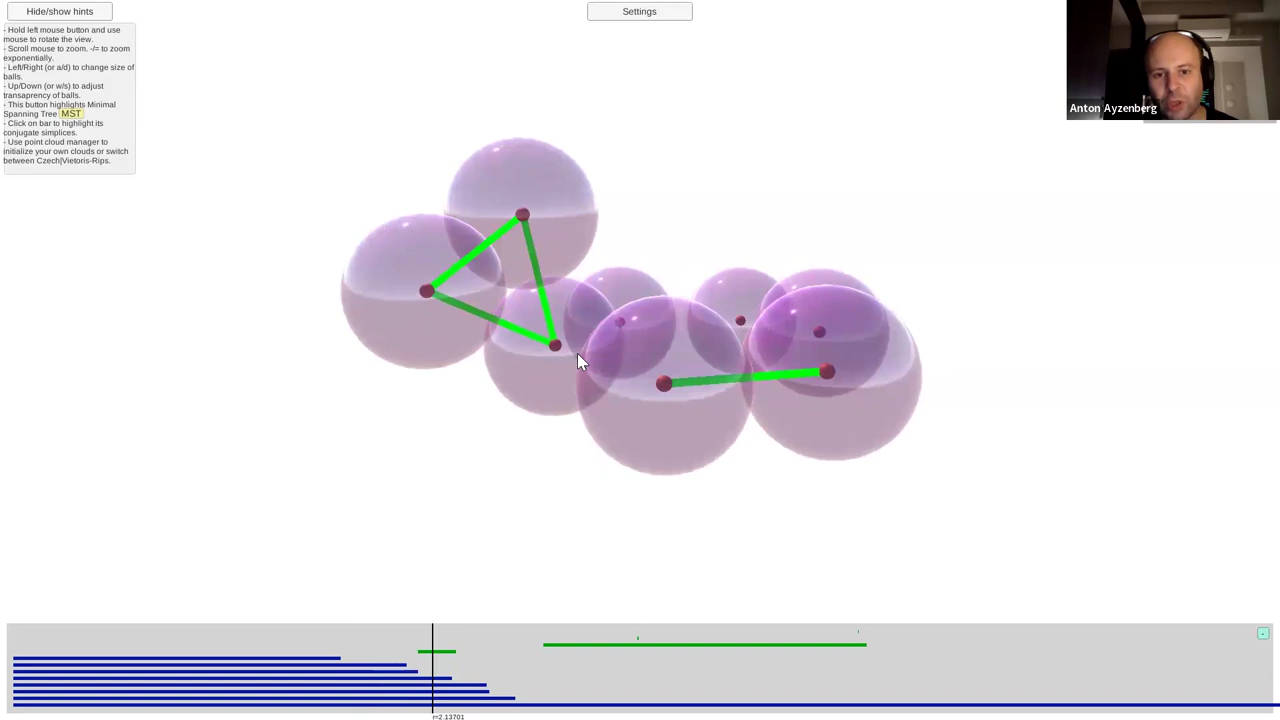 Hide/show hints
Settings
- Hold left mouse button and use
mouse to rotate the view.
- Scroll mouse to zoom. -/= to zoom
exponentially.
- Left/Right (or a/d) to change size of
balls.
- Up/Down (or w/s) to adjust
transaprency of balls.
- This button highlights Minimal
Spanning Tree MST
- Click on bar to highlight its
conjugate simplices.
- Use point cloud manager to
initialize your own clouds or switch
between Czech|Vietoris-Rips.
Anton Ayzenberg
-
r=2.13701